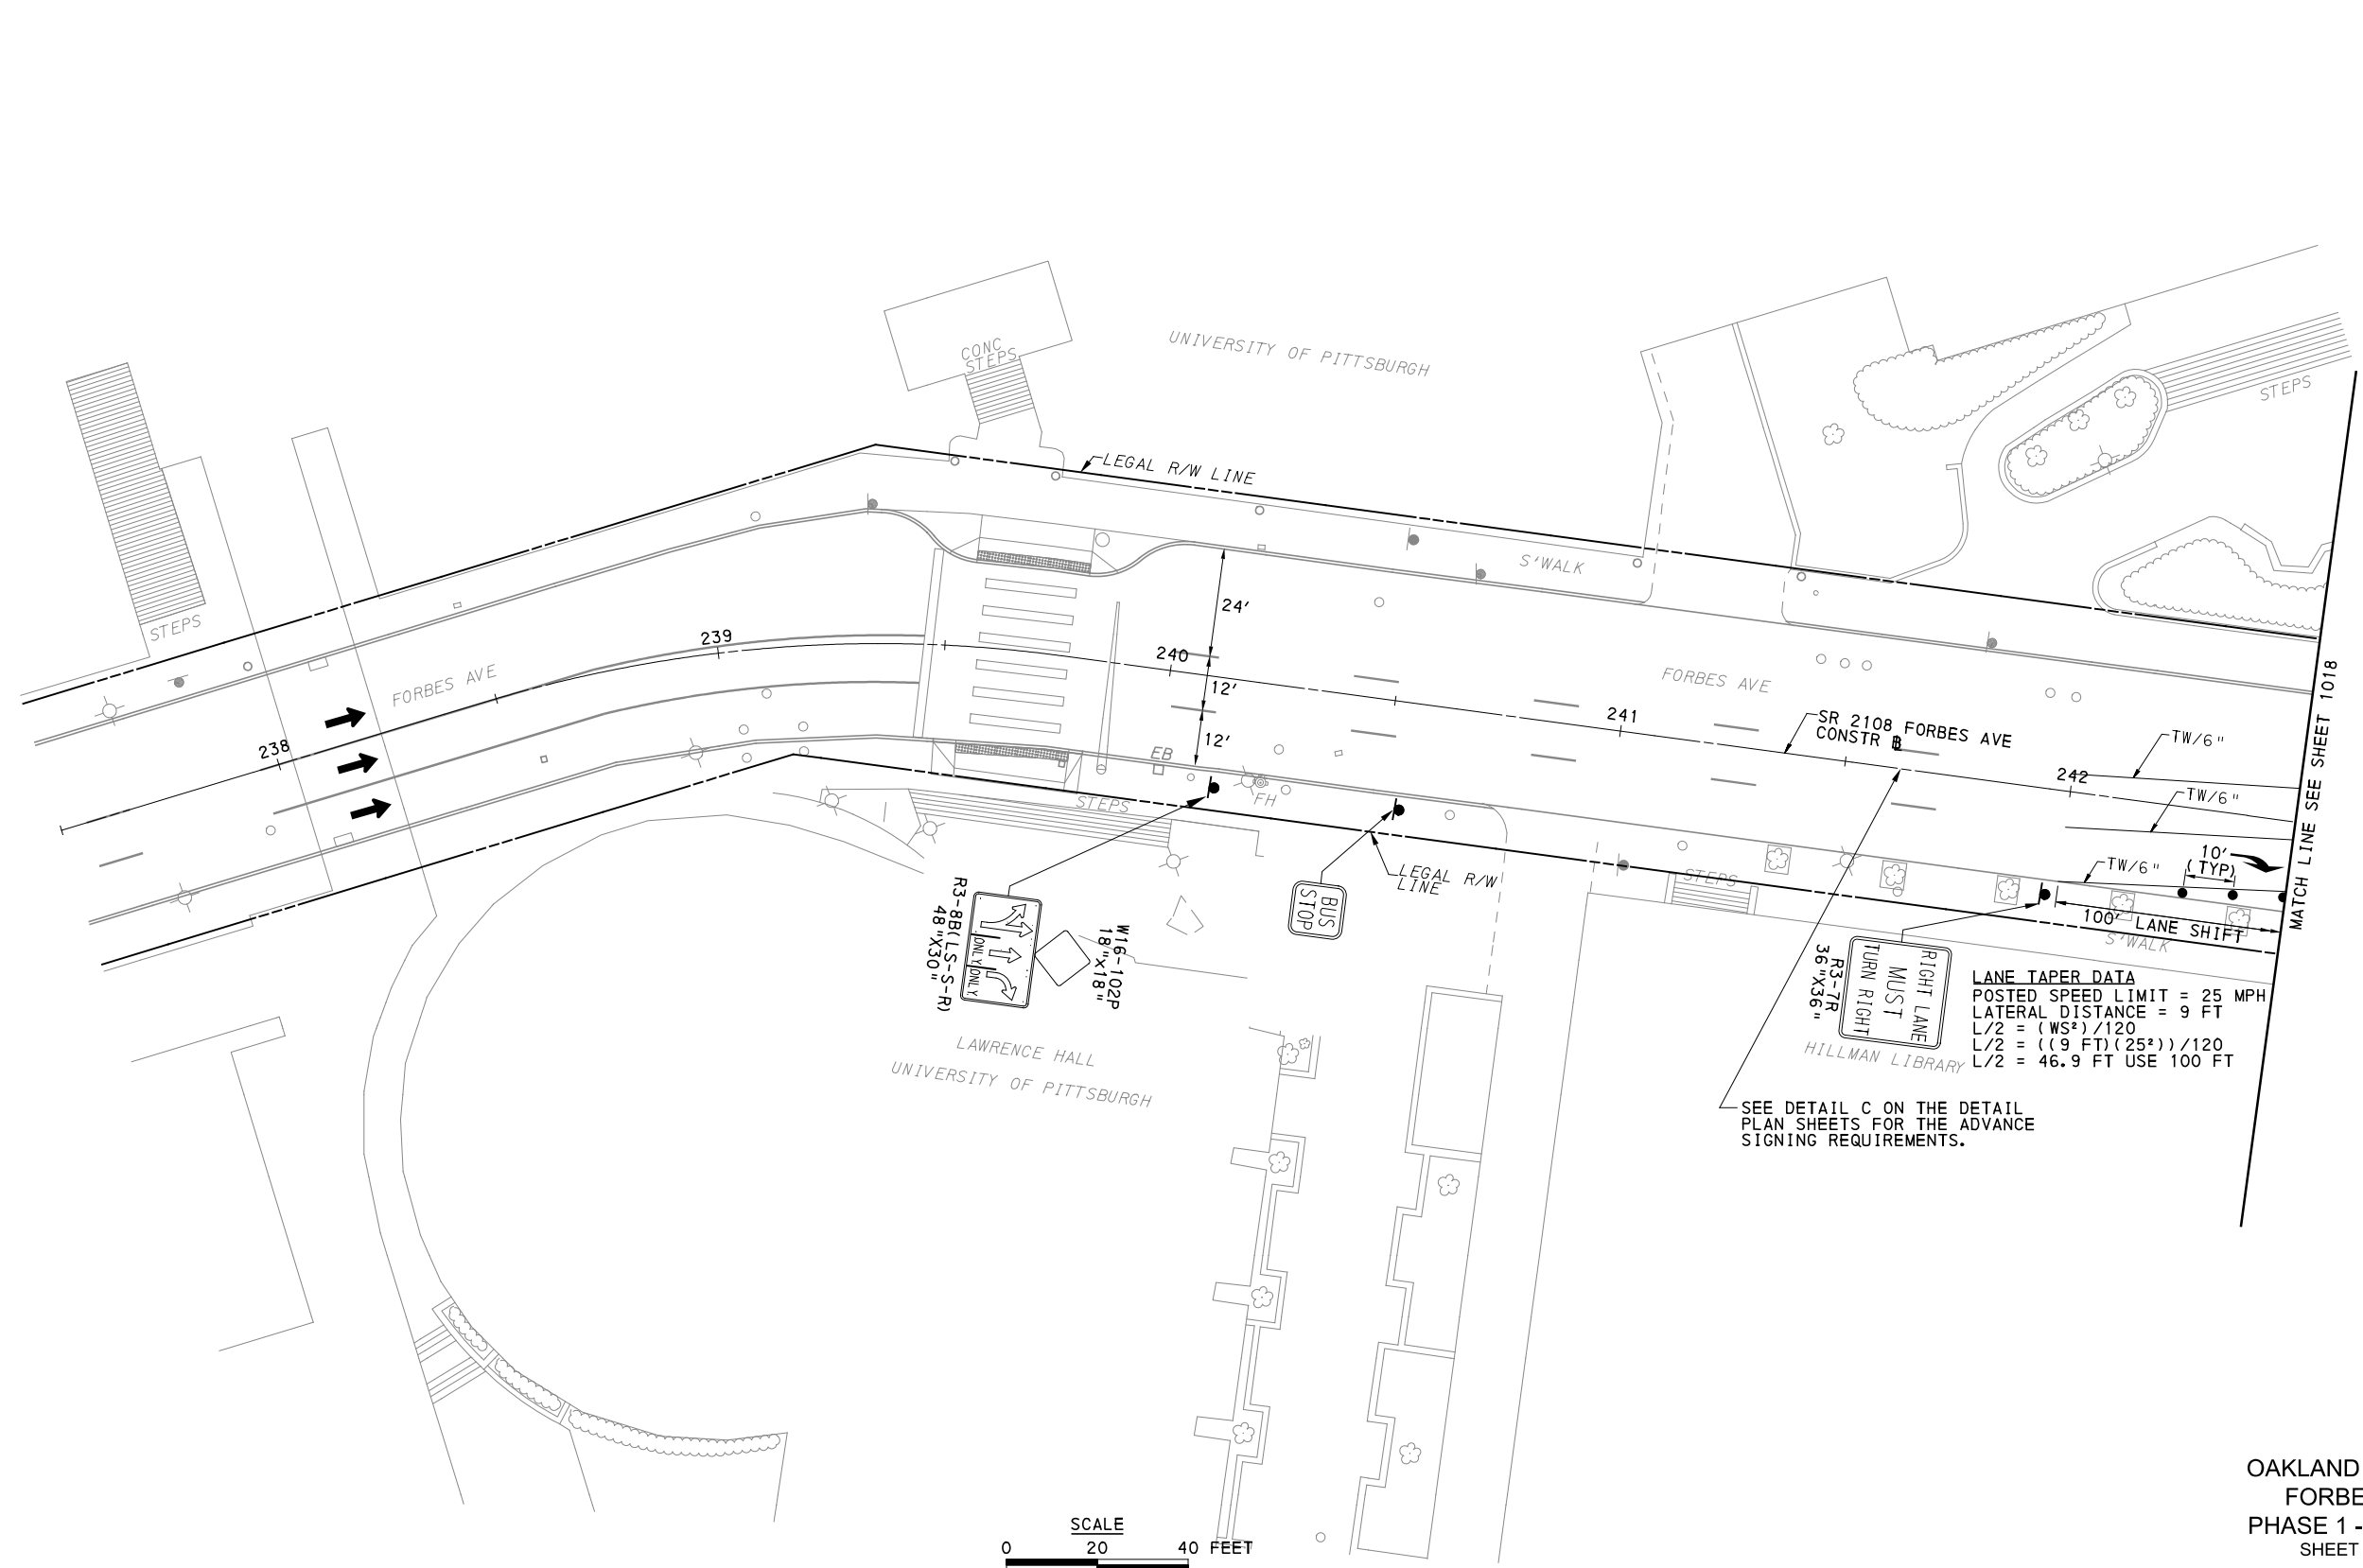 UNIVERSITY OF PITTSBURGH
CONC
STEPS
STEPS
LEGAL R/W LINE
S'WALK
STEPS
FORBES AVE
238
239
240
241
242
24'
12'
12'
FORBES AVE
SR 2108 FORBES AVE
CONSTR B
TW/6"
TW/6"
TW/6"
10'
(TYP)
MATCH LINE SEE SHEET 1018
EB
FH
STEPS
LEGAL R/W
LINE
STEPS
100' LANE SHIFT
S'WALK
BUS
STOP
R3-8B(LS-S-R)
48"X30"
ONLY
ONLY
W16-102P
18"x18"
RIGHT LANE
MUST
TURN RIGHT
R3-7R
36"X36"
LANE TAPER DATA
POSTED SPEED LIMIT = 25 MPH
LATERAL DISTANCE = 9 FT
L/2 = (WS²)/120
L/2 = ((9 FT)(25²))/120
L/2 = 46.9 FT USE 100 FT
HILLMAN LIBRARY
LAWRENCE HALL
UNIVERSITY OF PITTSBURGH
SEE DETAIL C ON THE DETAIL
PLAN SHEETS FOR THE ADVANCE
SIGNING REQUIREMENTS.
SCALE
0 20 40 FEET
OAKLAND
FORBE
PHASE 1 -
SHEET